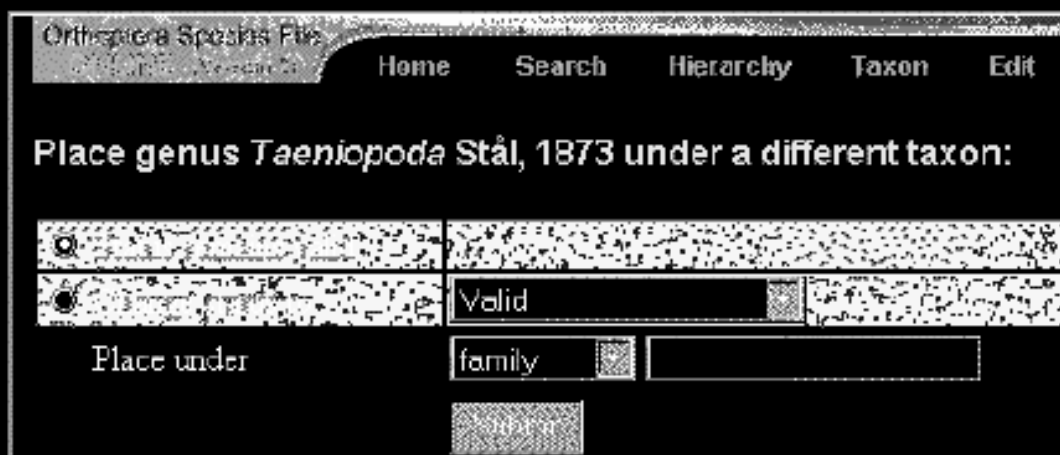 Orthoptera Species File
Home Search Hierarchy Taxon Edit
Place genus Taeniopoda Stål, 1873 under a different taxon:
Valid
Place under family
Submit